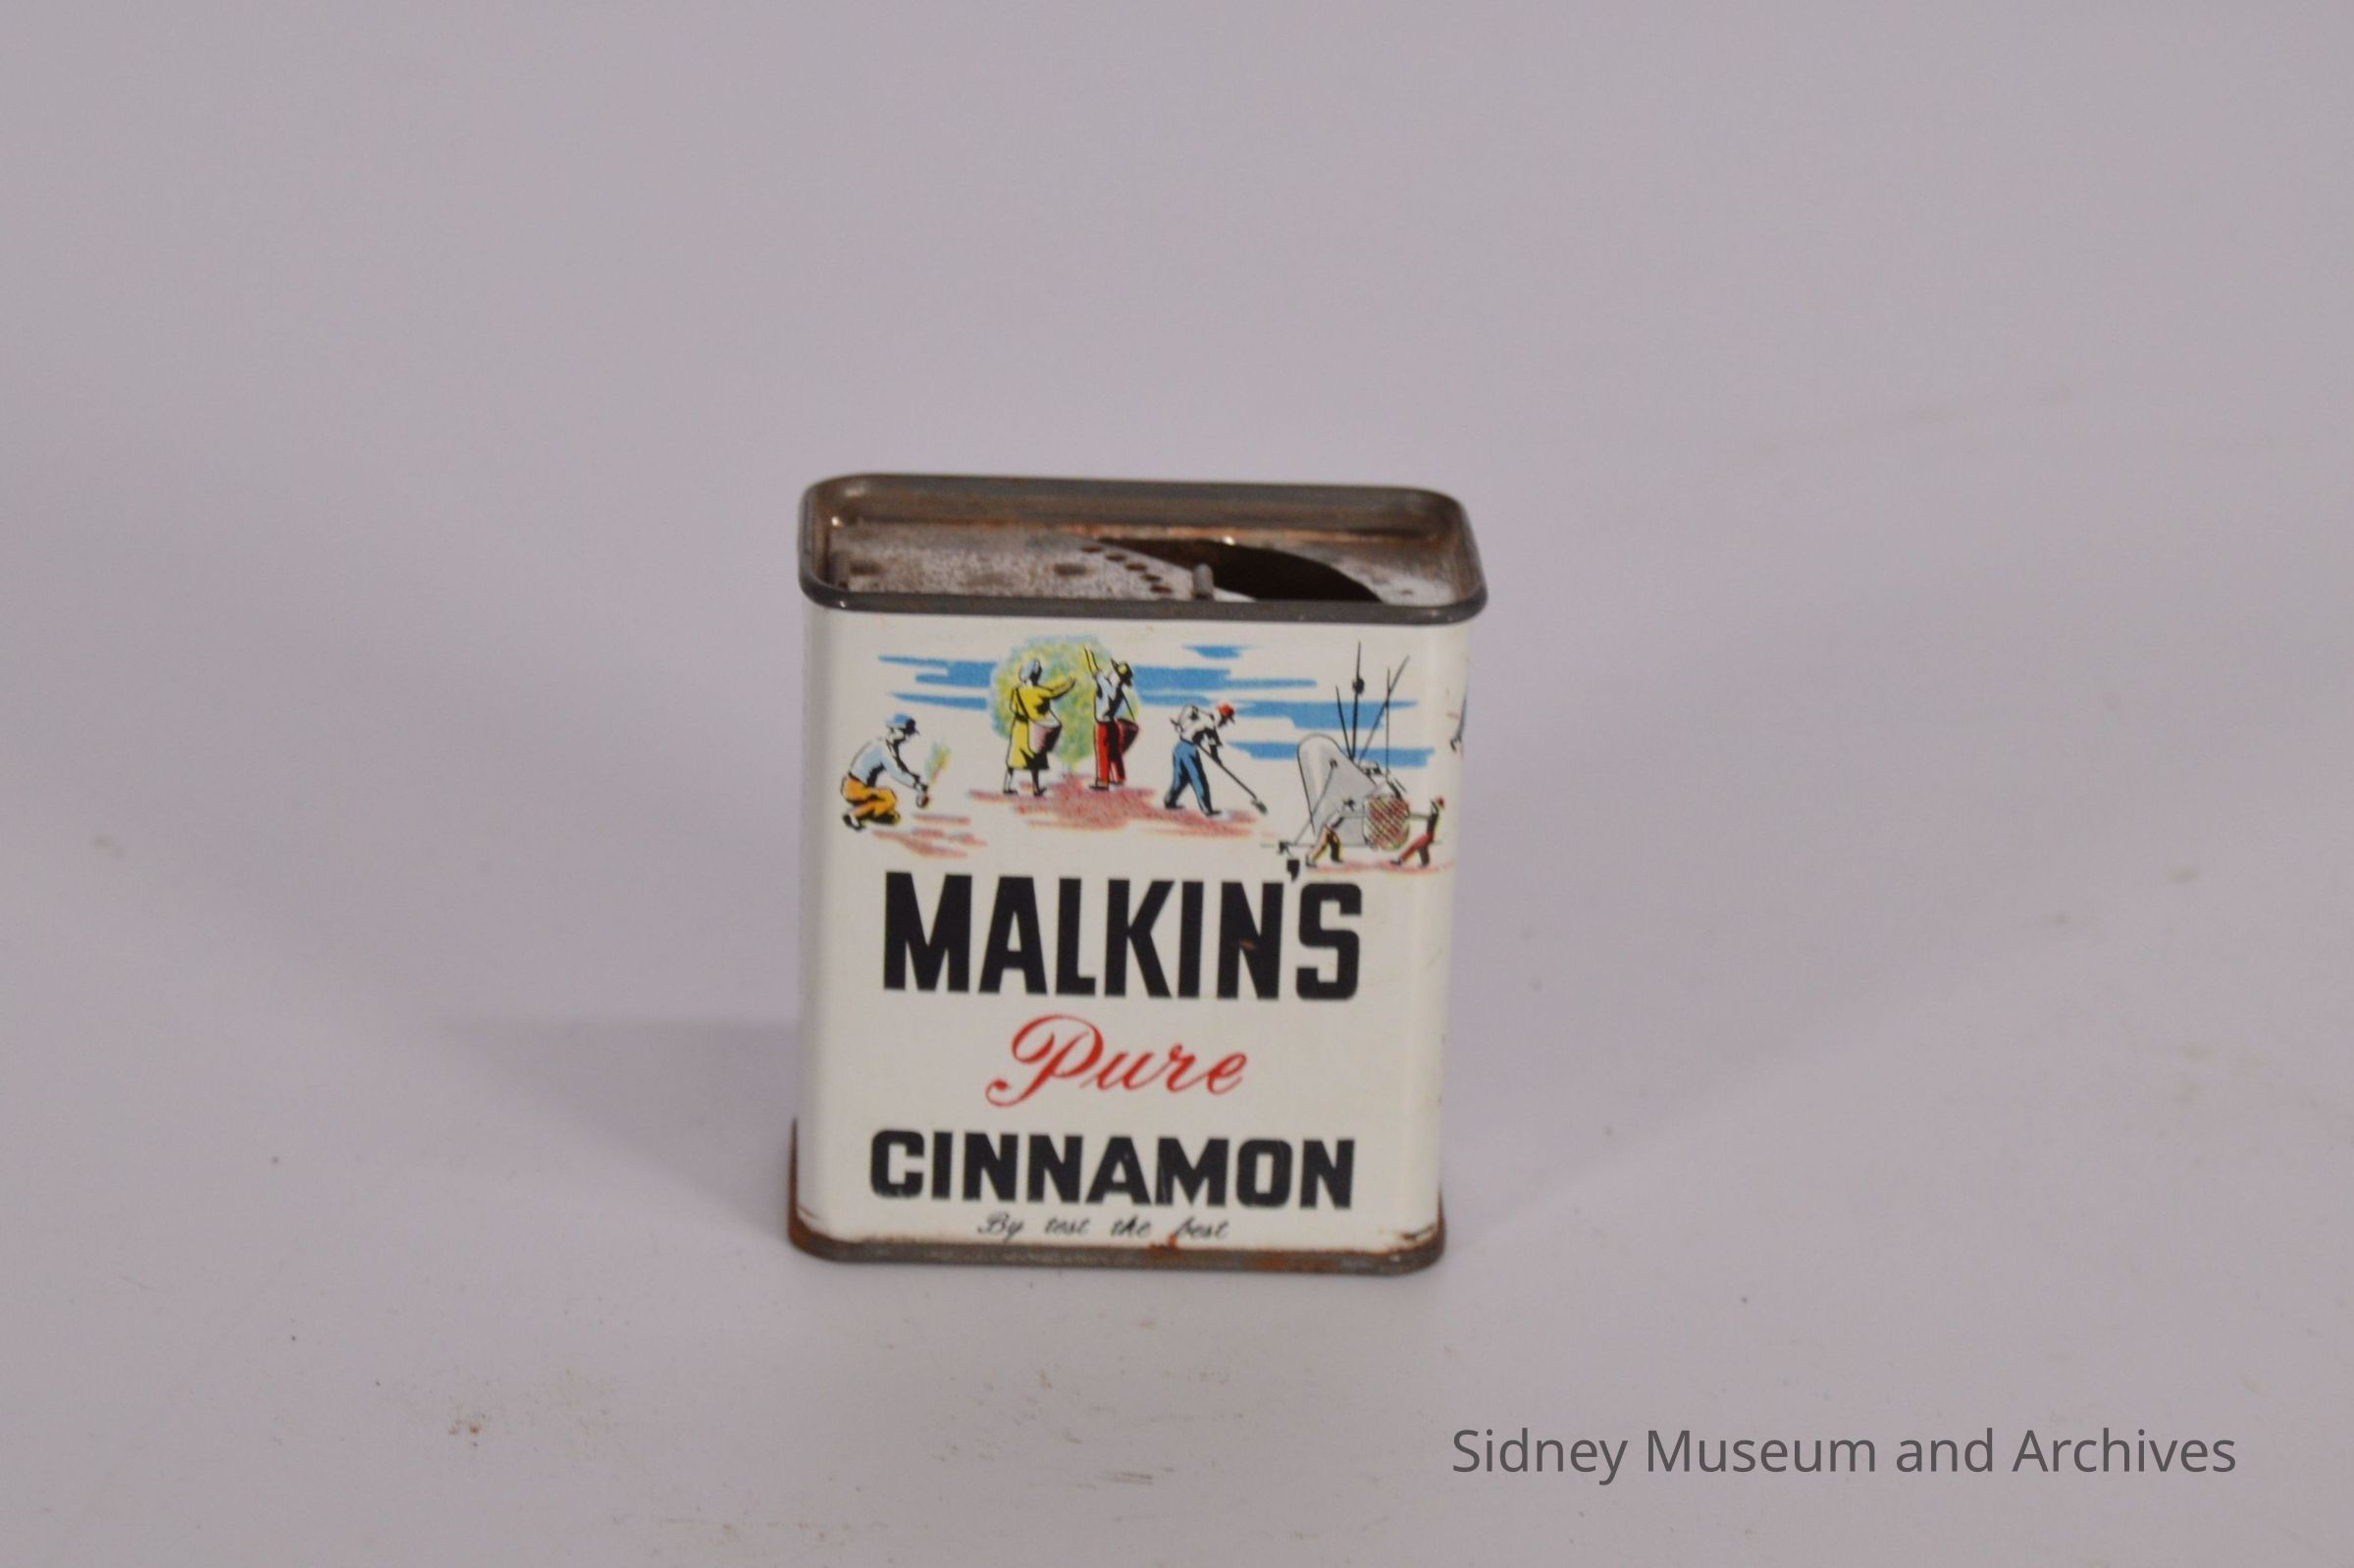 MALKIN'S
Pure
CINNAMON
By test the best
Sidney Museum and Archives